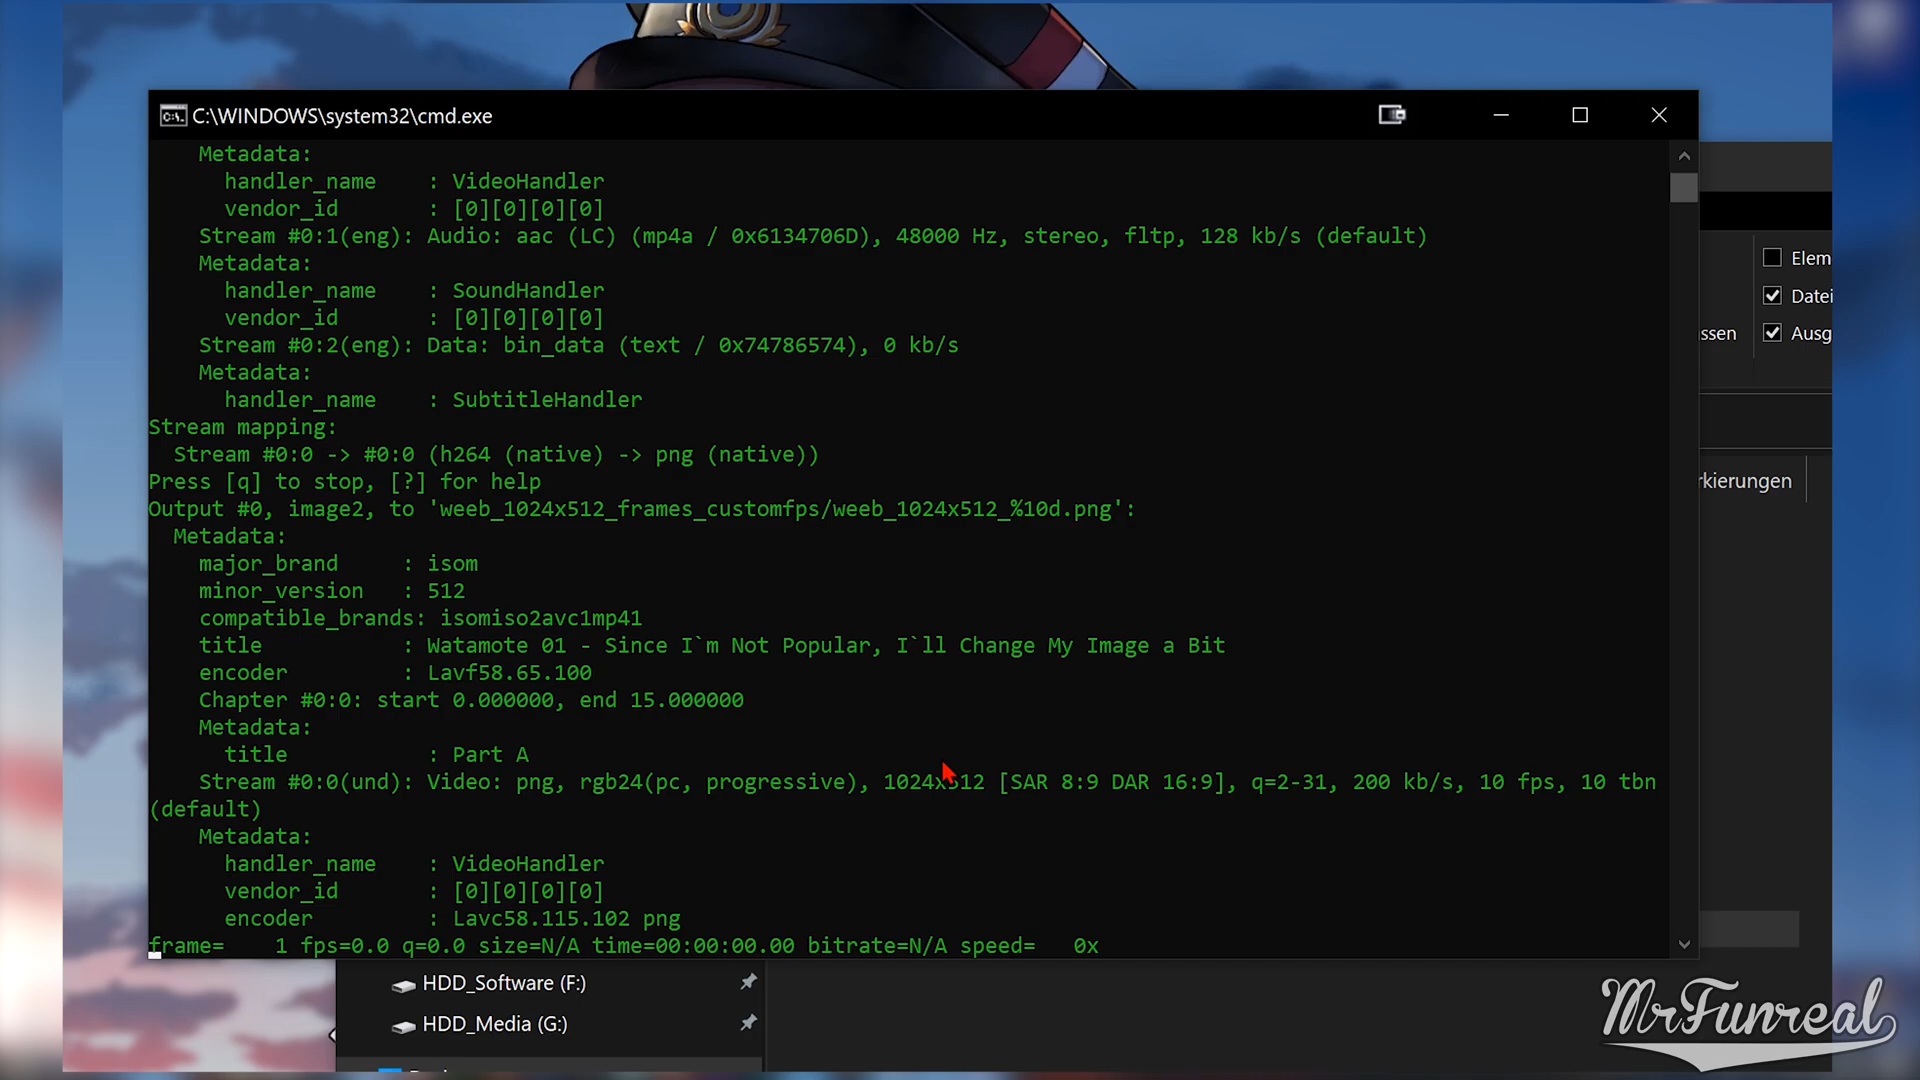 C:\WINDOWS\system32\cmd.exe
Metadata:
handler_name : VideoHandler
vendor_id : [0][0][0][0]
Stream #0:1(eng): Audio: aac (LC) (mp4a / 0x6134706D), 48000 Hz, stereo, fltp, 128 kb/s (default)
Metadata:
handler_name : SoundHandler
vendor_id : [0][0][0][0]
Stream #0:2(eng): Data: bin_data (text / 0x74786574), 0 kb/s
Metadata:
handler_name : SubtitleHandler
Stream mapping:
Stream #0:0 -> #0:0 (h264 (native) -> png (native))
Press [q] to stop, [?] for help
Output #0, image2, to 'weeb_1024x512_frames_customfps/weeb_1024x512_%10d.png':
Metadata:
major_brand : isom
minor_version : 512
compatible_brands: isomiso2avc1mp41
title : Watamote 01 - Since I`m Not Popular, I`ll Change My Image a Bit
encoder : Lavf58.65.100
Chapter #0:0: start 0.000000, end 15.000000
Metadata:
title : Part A
Stream #0:0(und): Video: png, rgb24(pc, progressive), 1024x512 [SAR 8:9 DAR 16:9], q=2-31, 200 kb/s, 10 fps, 10 tbn
(default)
Metadata:
handler_name : VideoHandler
vendor_id : [0][0][0][0]
encoder : Lavc58.115.102 png
frame= 1 fps=0.0 q=0.0 size=N/A time=00:00:00.00 bitrate=N/A speed= 0x
Elem
Datei
ssen
Ausg
rkierungen
HDD_Software (F:)
HDD_Media (G:)
MrFunreal